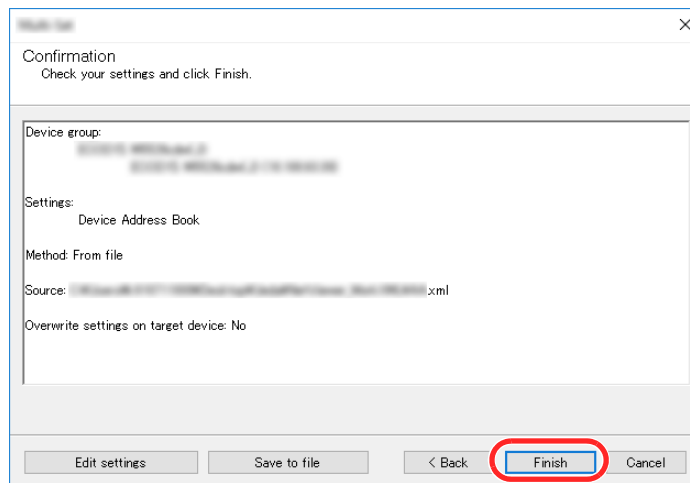 Confirmation
Check your settings and click Finish.
Device group:
Settings:
Device Address Book
Method: From file
Source: .xml
Overwrite settings on target device: No
Edit settings
Save to file
< Back
Finish
Cancel